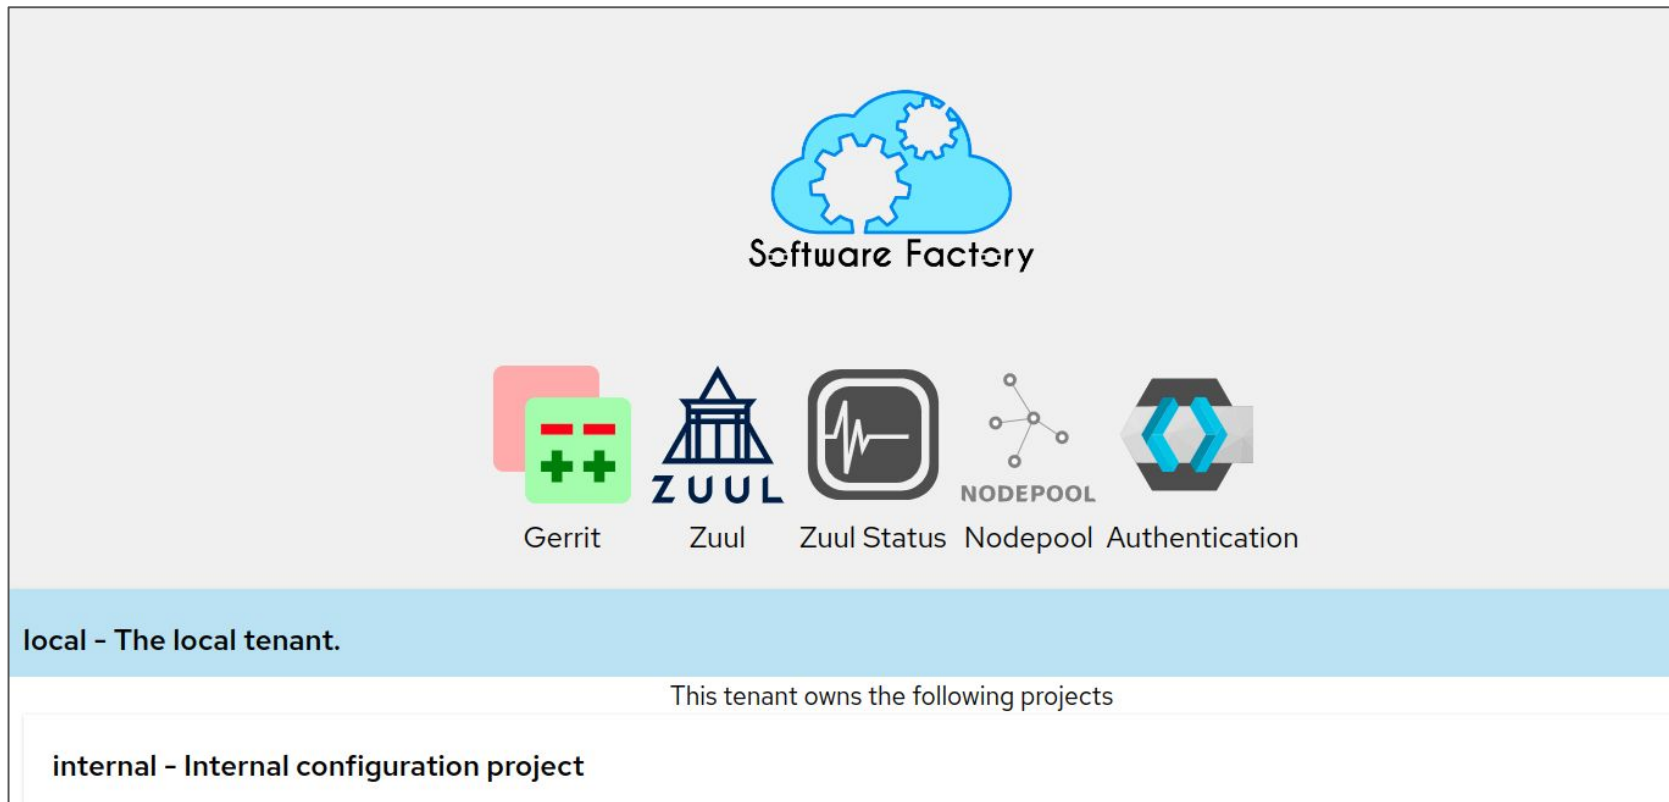 Software Factory
ZUUL
NODEPOOL
Gerrit Zuul Zuul Status Nodepool Authentication
local - The local tenant.
This tenant owns the following projects
internal - Internal configuration project